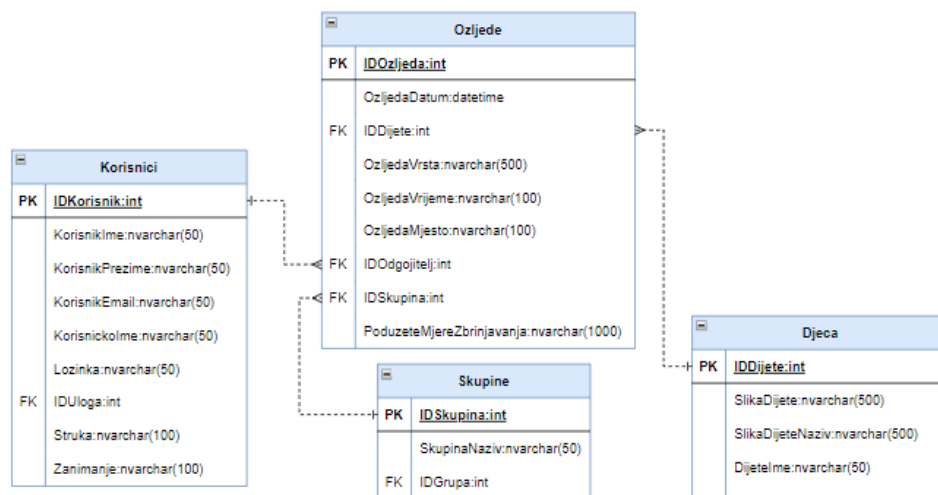 Ozljede
PK IDOzljeda:int
OzljedaDatum:datetime
FK IDDijete:int
OzljedaVrsta:nvarchar(500)
OzljedaVrijeme:nvarchar(100)
OzljedaMjesto:nvarchar(100)
FK IDOdgojitelj:int
FK IDSkupina:int
PoduzeteMjereZbrinjavanja:nvarchar(1000)
Korisnici
PK IDKorisnik:int
KorisnikIme:nvarchar(50)
KorisnikPrezime:nvarchar(50)
KorisnikEmail:nvarchar(50)
KorisnickoIme:nvarchar(50)
Lozinka:nvarchar(50)
FK IDUloga:int
Struka:nvarchar(100)
Zanimanje:nvarchar(100)
Skupine
PK IDSkupina:int
SkupinaNaziv:nvarchar(50)
FK IDGrupa:int
Djeca
PK IDDijete:int
SlikaDijete:nvarchar(500)
SlikaDijeteNaziv:nvarchar(500)
DijeteIme:nvarchar(50)